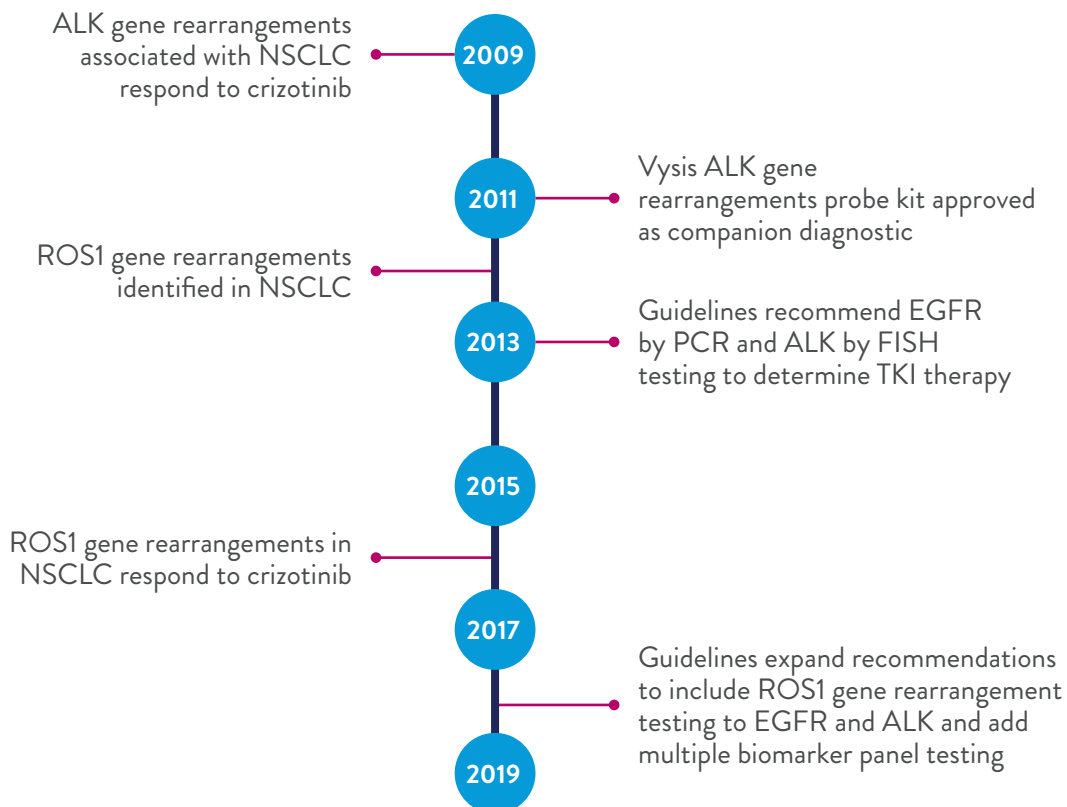 ALK gene rearrangements
associated with NSCLC
respond to crizotinib
2009
2011
Vysis ALK gene
rearrangements probe kit approved
as companion diagnostic
ROS1 gene rearrangements
identified in NSCLC
2013
Guidelines recommend EGFR
by PCR and ALK by FISH
testing to determine TKI therapy
2015
ROS1 gene rearrangements in
NSCLC respond to crizotinib
2017
Guidelines expand recommendations
to include ROS1 gene rearrangement
testing to EGFR and ALK and add
multiple biomarker panel testing
2019